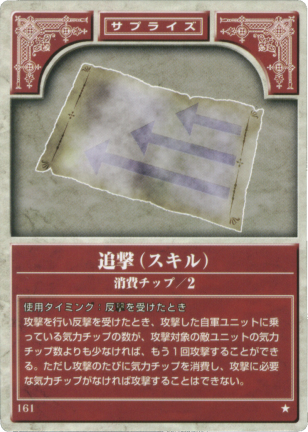 サプライズ
追撃(スキル)
消費チップ/2
使用タイミング 反撃を受けたとき
攻撃を行い反撃を受けたとき、攻撃した自軍ユニットに乗
っている気力チップの数が、攻撃対象の敵ユニットの気力
チップ数よりも少なければ、もう1回攻撃することができ
る。ただし攻撃のたびに気力チップを消費し、攻撃に必要
な気力チップがなければ攻撃することはできない。
161
★